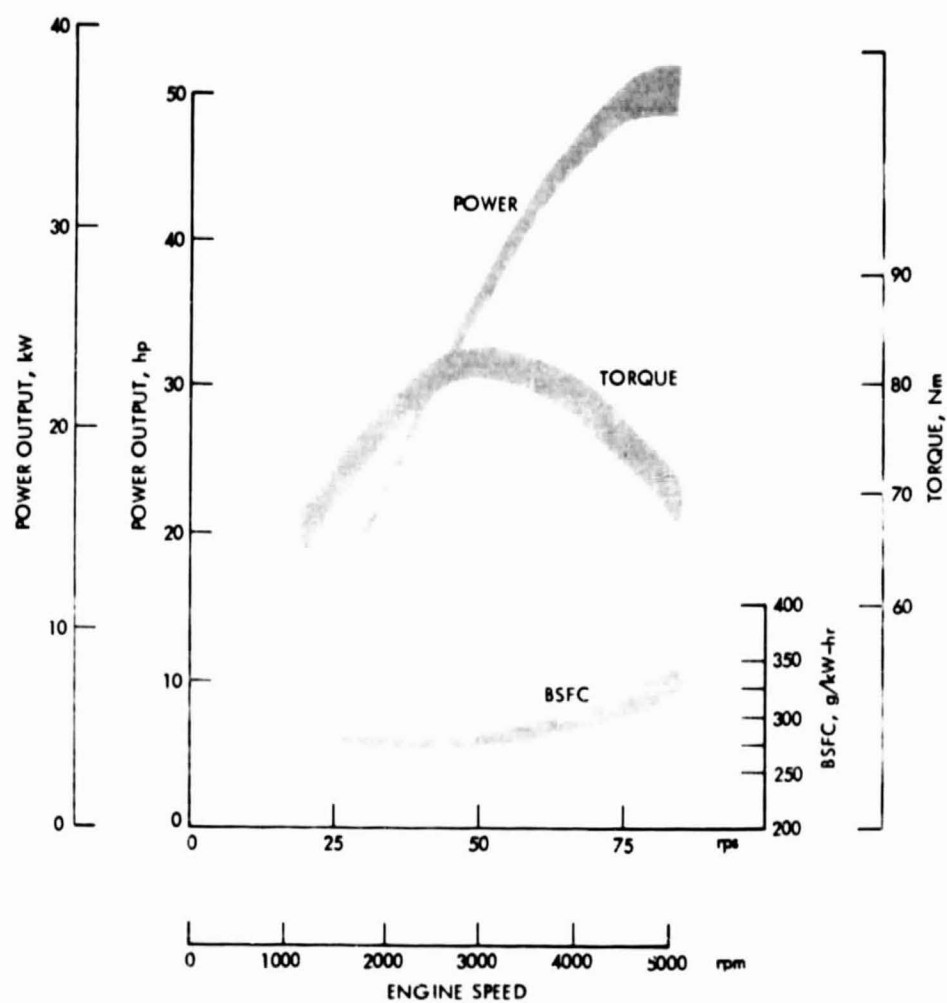 40
30
20
10
0
POWER OUTPUT, kW
50
40
30
20
10
0
POWER OUTPUT, hp
POWER
TORQUE
BSFC
90
80
70
60
TORQUE, Nm
400
350
300
250
200
BSFC, g/kW-hr
0 25 50 75 rps
0 1000 2000 3000 4000 5000 rpm
ENGINE SPEED